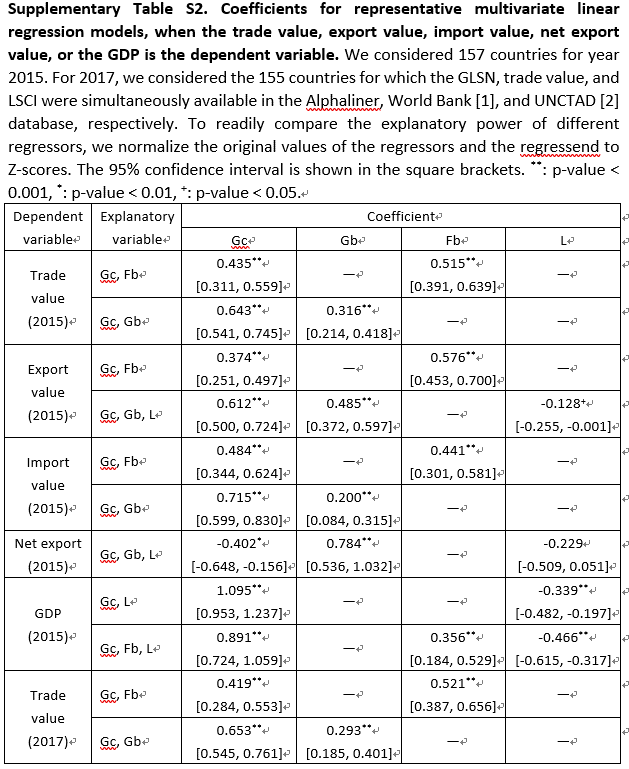 Supplementary Table S2. Coefficients for representative multivariate linear
regression models, when the trade value, export value, import value, net export
value, or the GDP is the dependent variable. We considered 157 countries for year
2015. For 2017, we considered the 155 countries for which the GLSN, trade value, and
LSCI were simultaneously available in the Alphaliner, World Bank [1], and UNCTAD [2]
database, respectively. To readily compare the explanatory power of different
regressors, we normalize the original values of the regressors and the regressend to
Z-scores. The 95% confidence interval is shown in the square brackets. **: p-value <
0.001, *: p-value < 0.01, +: p-value < 0.05.
Dependent variable Explanatory variable Coefficient
Gc Gb Fb L
Trade value (2015)
Gc, Fb 0.435** — 0.515** —
[0.311, 0.559] [0.391, 0.639]
Gc, Gb 0.643** 0.316** — —
[0.541, 0.745] [0.214, 0.418]
Export value (2015)
Gc, Fb 0.374** — 0.576** —
[0.251, 0.497] [0.453, 0.700]
Gc, Gb, L 0.612** 0.485** — -0.128+
[0.500, 0.724] [0.372, 0.597] [-0.255, -0.001]
Import value (2015)
Gc, Fb 0.484** — 0.441** —
[0.344, 0.624] [0.301, 0.581]
Gc, Gb 0.715** 0.200** — —
[0.599, 0.830] [0.084, 0.315]
Net export (2015)
Gc, Gb, L -0.402* 0.784** — -0.229
[-0.648, -0.156] [0.536, 1.032] [-0.509, 0.051]
GDP (2015)
Gc, L 1.095** — — -0.339**
[0.953, 1.237] [-0.482, -0.197]
Gc, Fb, L 0.891** — 0.356** -0.466**
[0.724, 1.059] [0.184, 0.529] [-0.615, -0.317]
Trade value (2017)
Gc, Fb 0.419** — 0.521** —
[0.284, 0.553] [0.387, 0.656]
Gc, Gb 0.653** 0.293** — —
[0.545, 0.761] [0.185, 0.401]